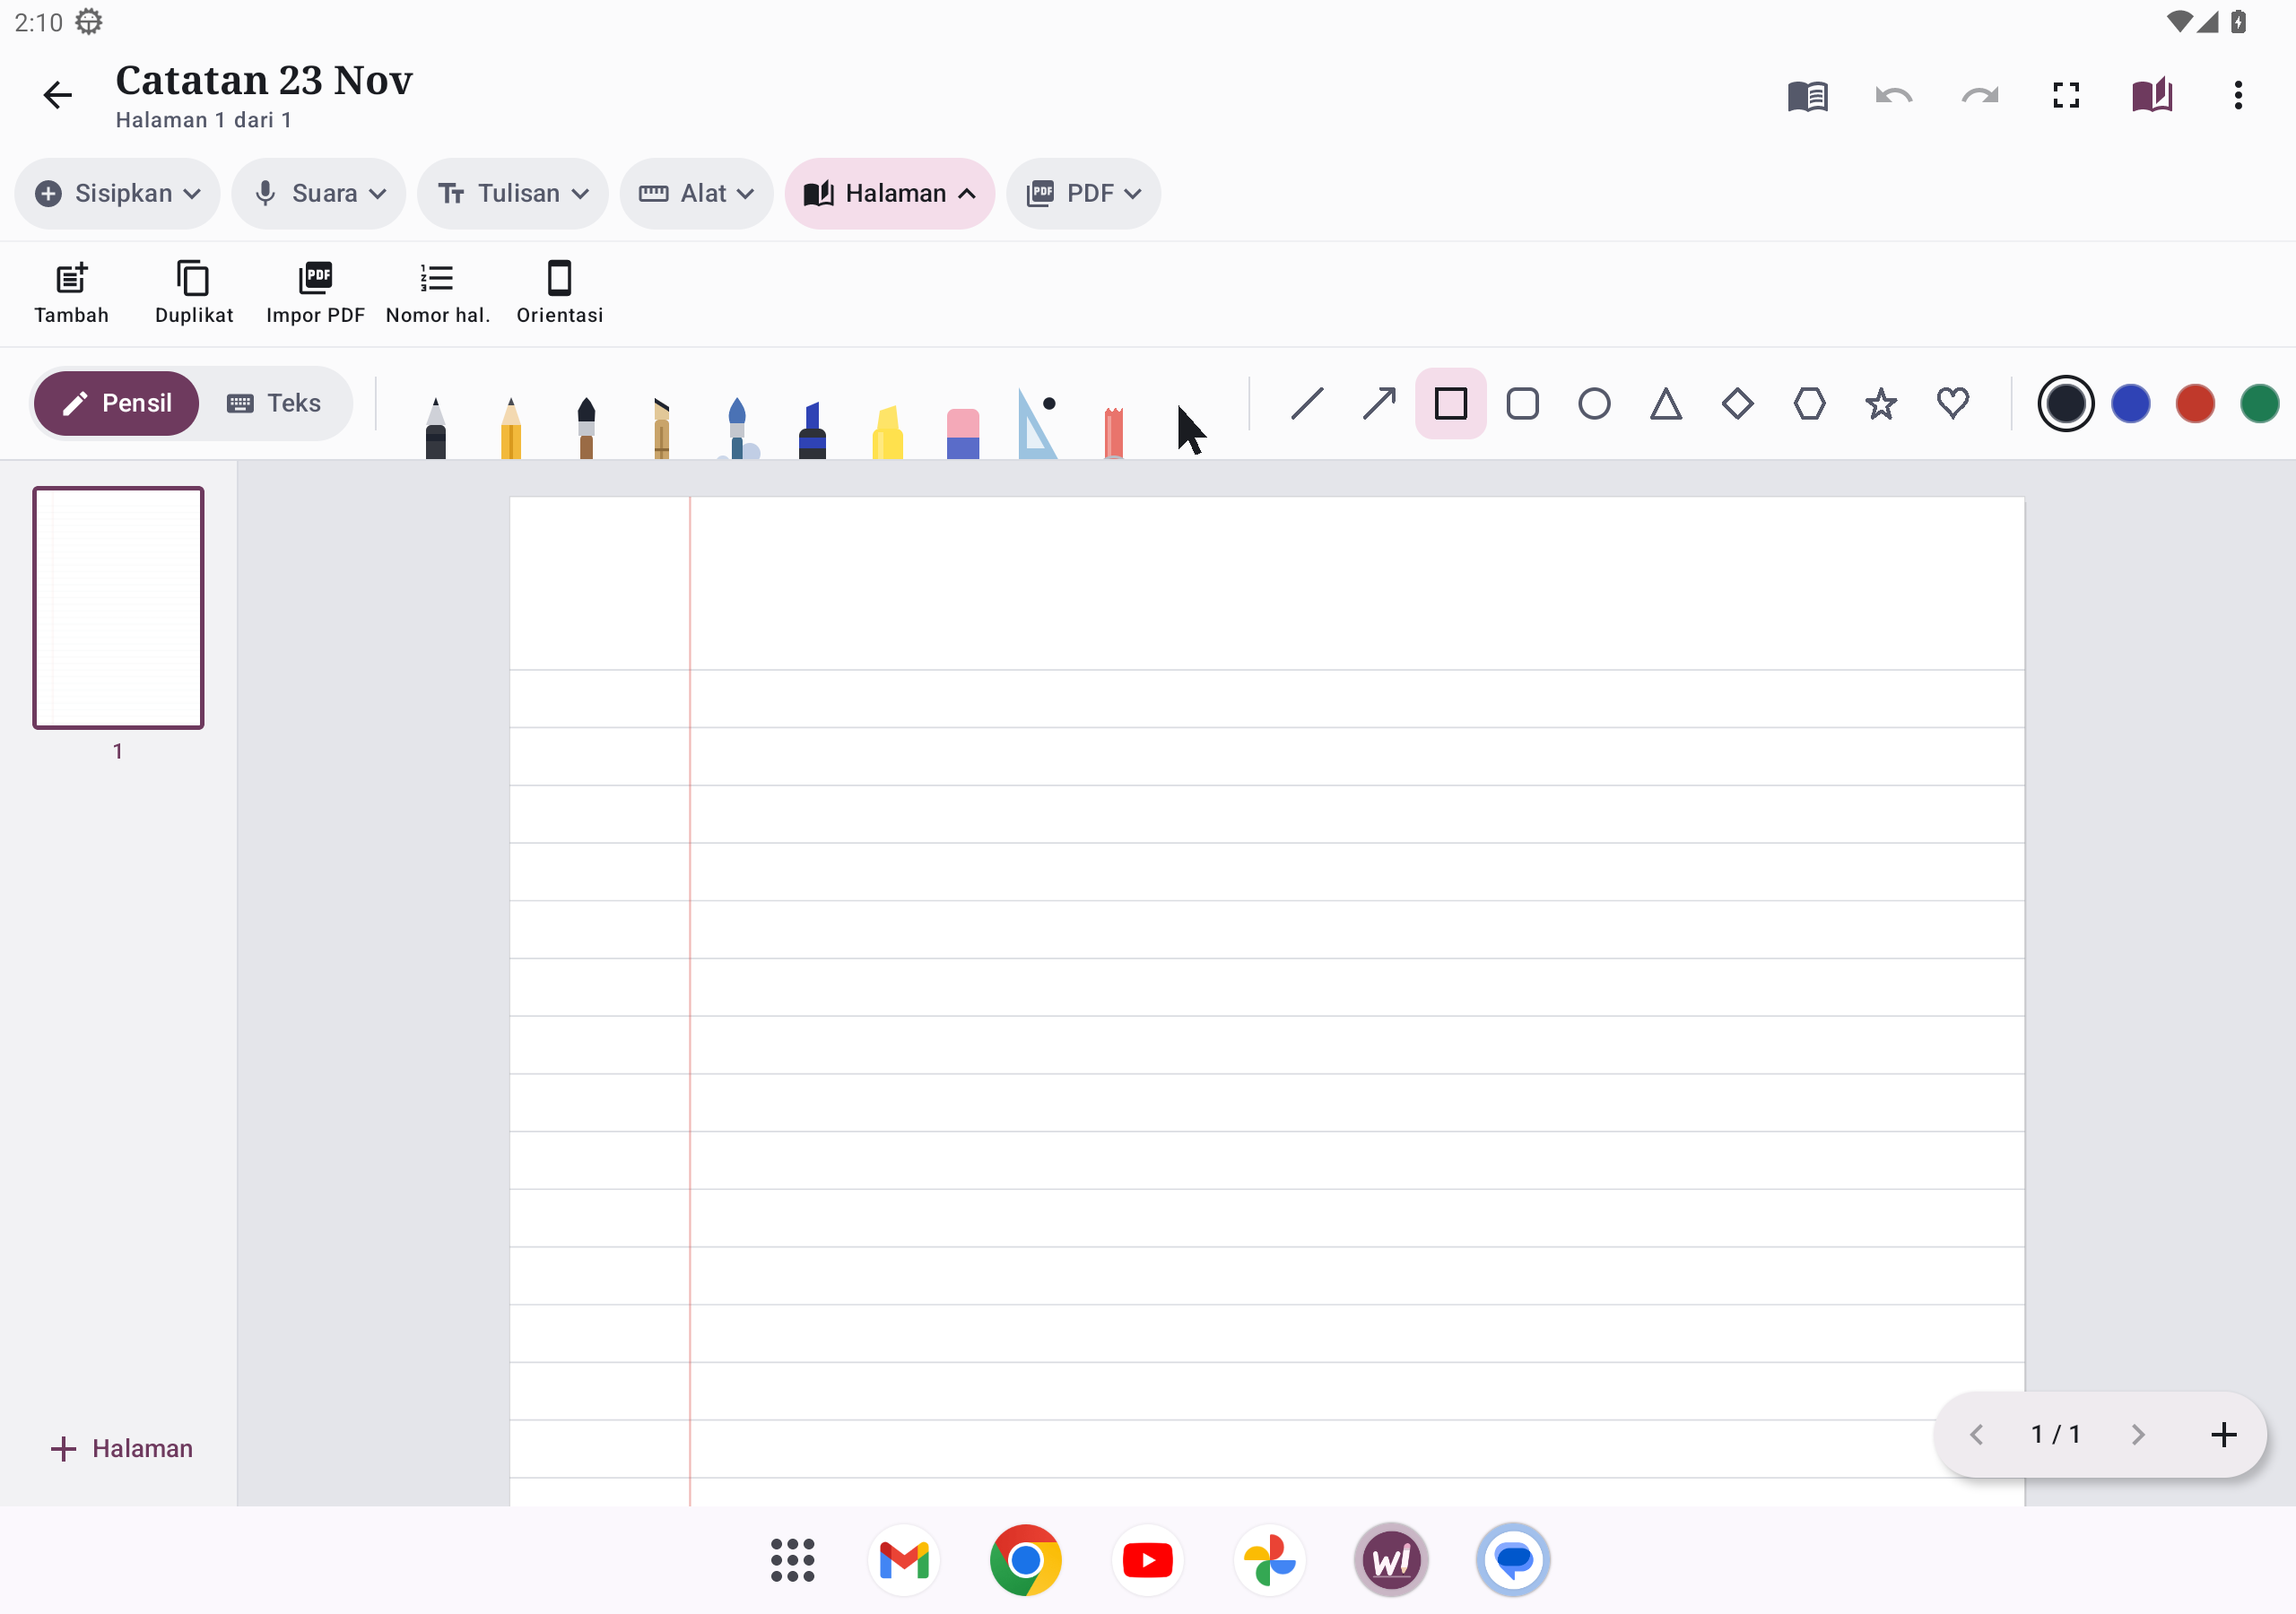 2:10
Catatan 23 Nov
Halaman 1 dari 1
Sisipkan
Suara
Tulisan
Alat
Halaman
PDF
Tambah
Duplikat
Impor PDF
Nomor hal.
Orientasi
Pensil
Teks
1
Halaman
1 / 1